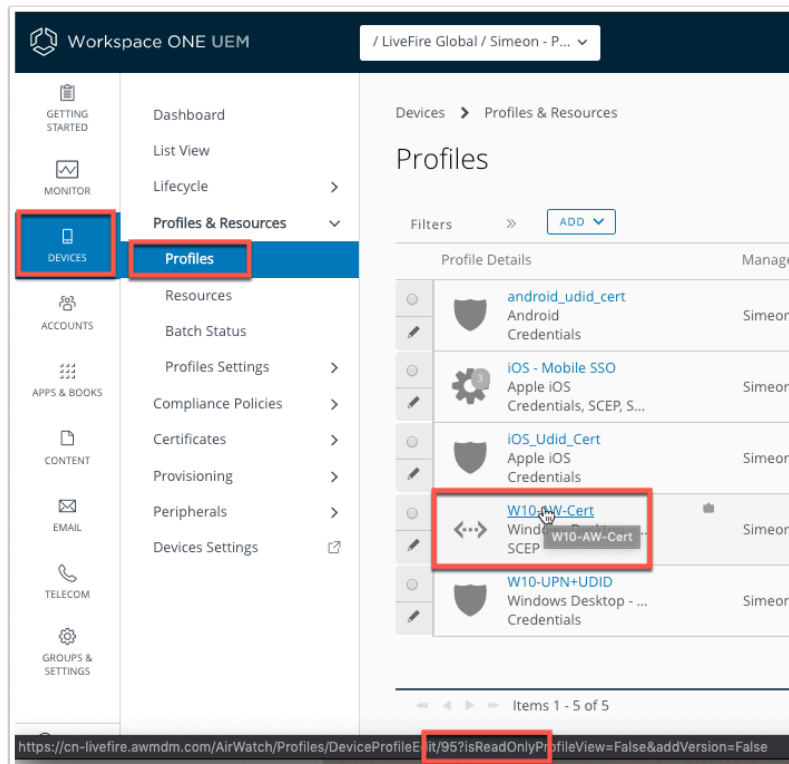 Workspace ONE UEM
/ LiveFire Global / Simeon - P...
GETTING
STARTED
MONITOR
DEVICES
ACCOUNTS
APPS & BOOKS
CONTENT
EMAIL
TELECOM
GROUPS &
SETTINGS
Dashboard
List View
Lifecycle
Profiles & Resources
Profiles
Resources
Batch Status
Profiles Settings
Compliance Policies
Certificates
Provisioning
Peripherals
Devices Settings
Devices > Profiles & Resources
Profiles
Filters » ADD
Profile Details Manage
android_udid_cert
Android Simeon
Credentials
3
iOS - Mobile SSO
Apple iOS Simeon
Credentials, SCEP, S...
iOS_Udid_Cert
Apple iOS Simeon
Credentials
W10-AW-Cert
Simeon
W10-AW-Cert
SCEP
W10-UPN+UDID
Windows Desktop - ... Simeon
Credentials
Items 1 - 5 of 5
https://cn-livefire.awmdm.com/AirWatch/Profiles/DeviceProfileEdit/95?isReadOnlyProfileView=False&addVersion=False